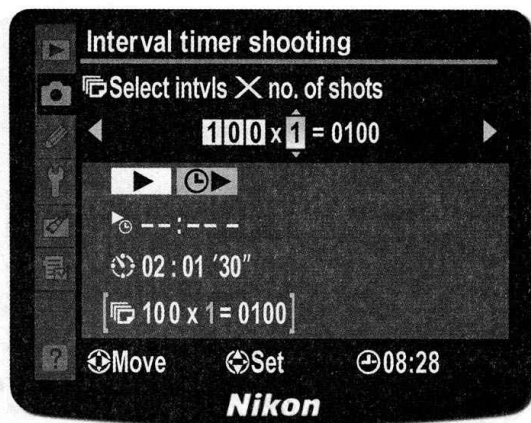 Interval timer shooting
Select intvls X no. of shots
100 x 1 = 0100
--:--
02 : 01 ′30″
[100 x 1 = 0100]
?
Move Set 08:28
Nikon